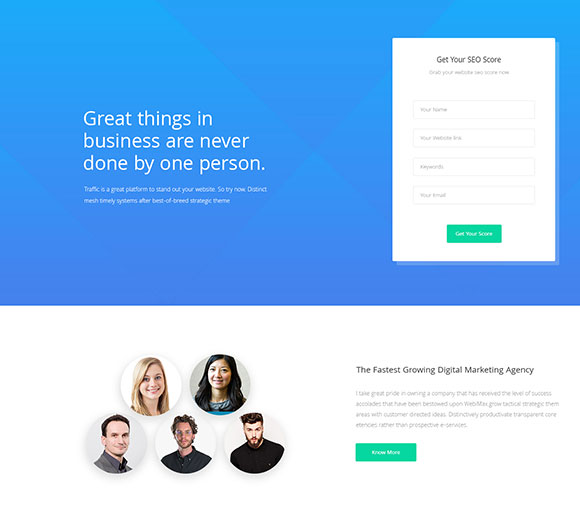 Great things in
business are never
done by one person.
Traffic is a great platform to stand out your website. So try now. Distinct
mesh timely systems after best-of-breed strategic theme
Get Your SEO Score
Grab your website seo score now
Your Name
Your Website link
Keywords
Your Email
Get Your Score
The Fastest Growing Digital Marketing Agency
I take great pride in owning a company that has received the level of success
accolades that have been bestowed upon WebiMax.grow tactical strategic them
areas with customer directed ideas. Distinctively productivate transparent core
etencties rather than prospective e-services.
Know More